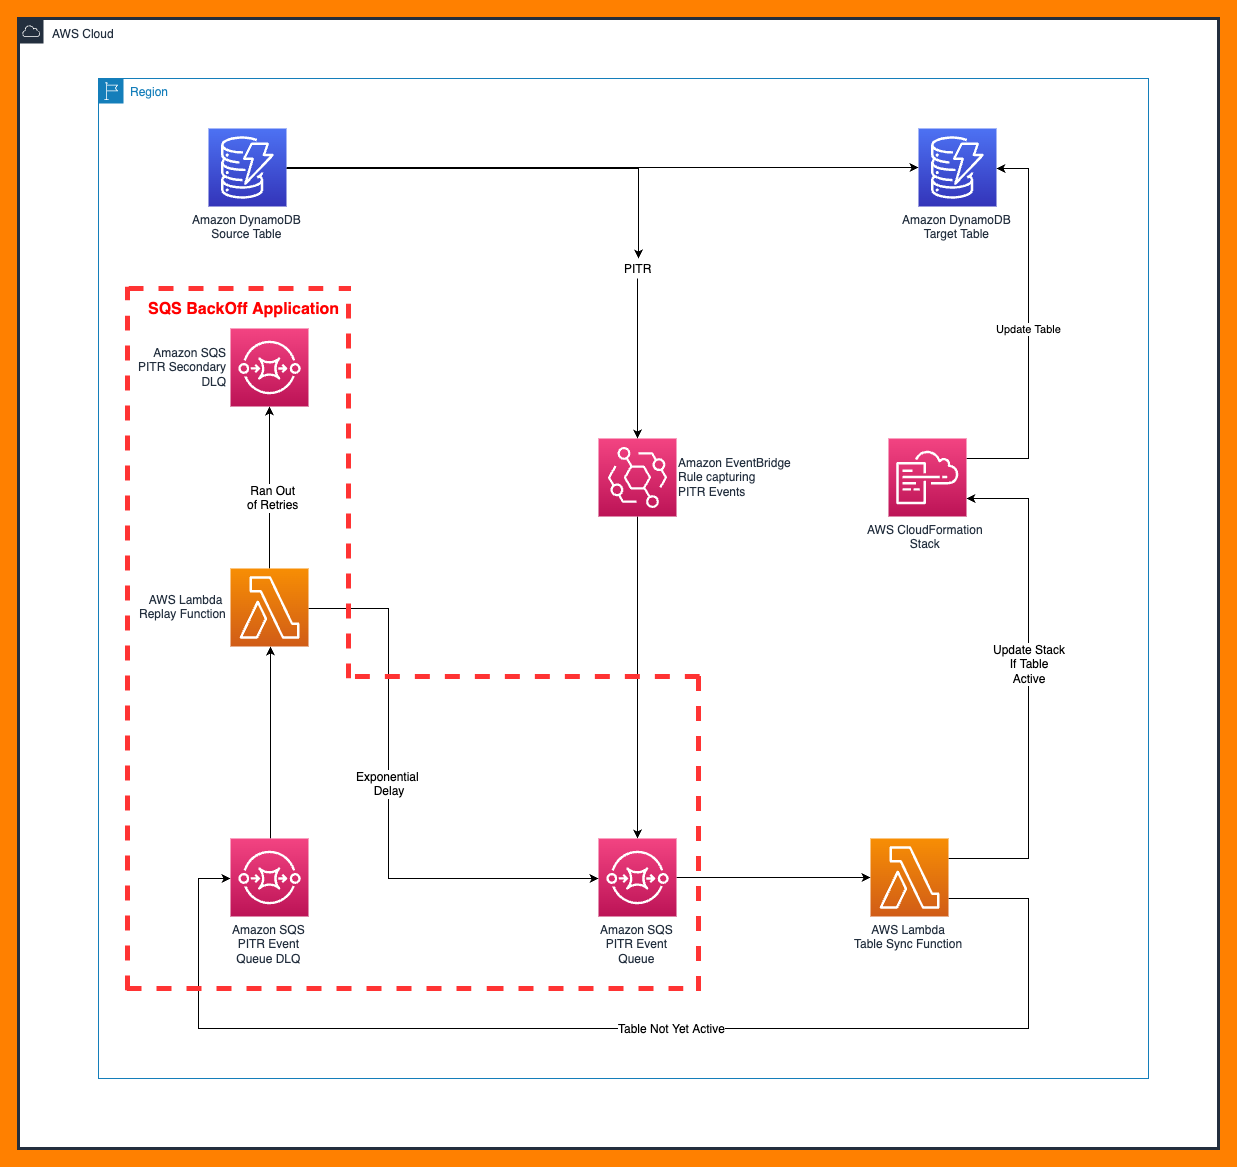 AWS Cloud
Region
Amazon DynamoDB
Source Table
Amazon DynamoDB
Target Table
PITR
SQS BackOff Application
Amazon SQS
PITR Secondary
DLQ
Update Table
Amazon EventBridge
Rule capturing
PITR Events
Ran Out
of Retries
AWS CloudFormation
Stack
AWS Lambda
Replay Function
Update Stack
If Table
Active
Exponential
Delay
Amazon SQS
PITR Event
Queue DLQ
Amazon SQS
PITR Event
Queue
AWS Lambda
Table Sync Function
Table Not Yet Active